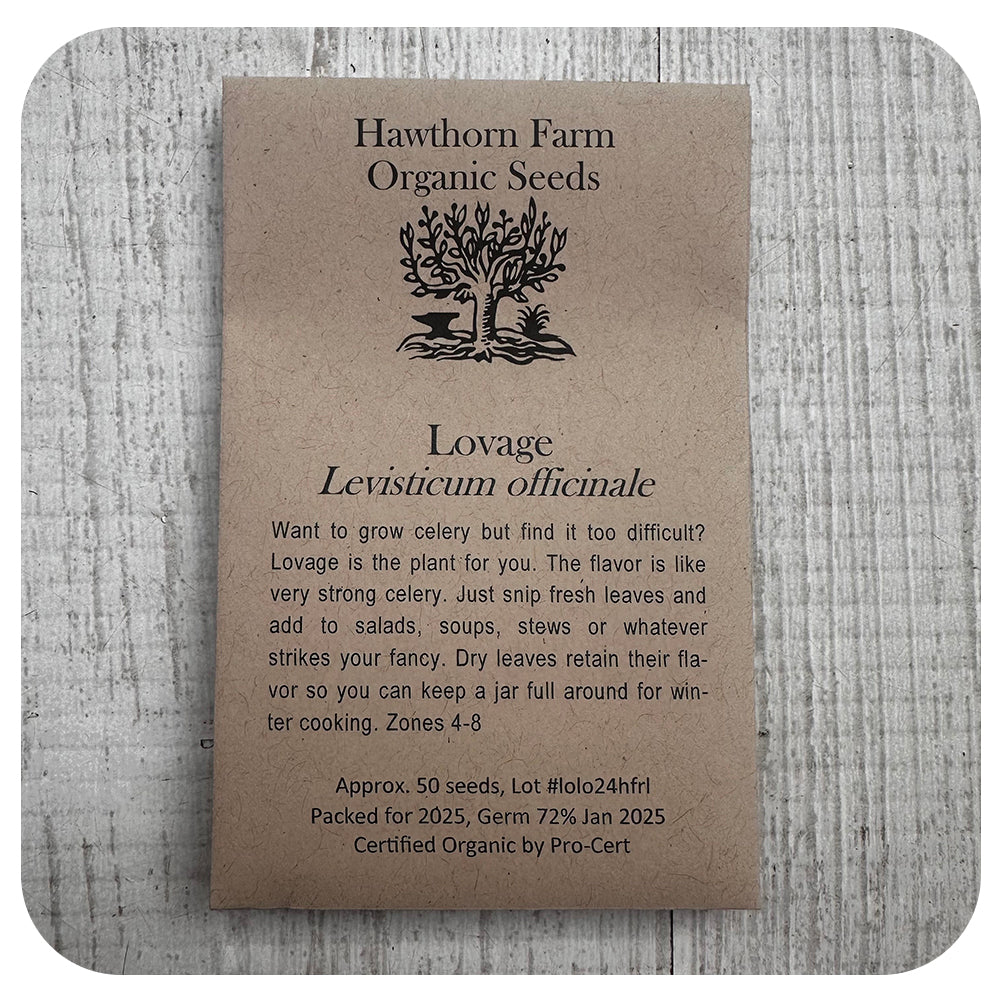 Hawthorn Farm
Organic Seeds
Lovage
Levisticum officinale
Want to grow celery but find it too difficult?
Lovage is the plant for you. The flavor is like
very strong celery. Just snip fresh leaves and
add to salads, soups, stews or whatever
strikes your fancy. Dry leaves retain their fla-
vor so you can keep a jar full around for win-
ter cooking. Zones 4-8
Approx. 50 seeds, Lot #lolo24hfrl
Packed for 2025, Germ 72% Jan 2025
Certified Organic by Pro-Cert